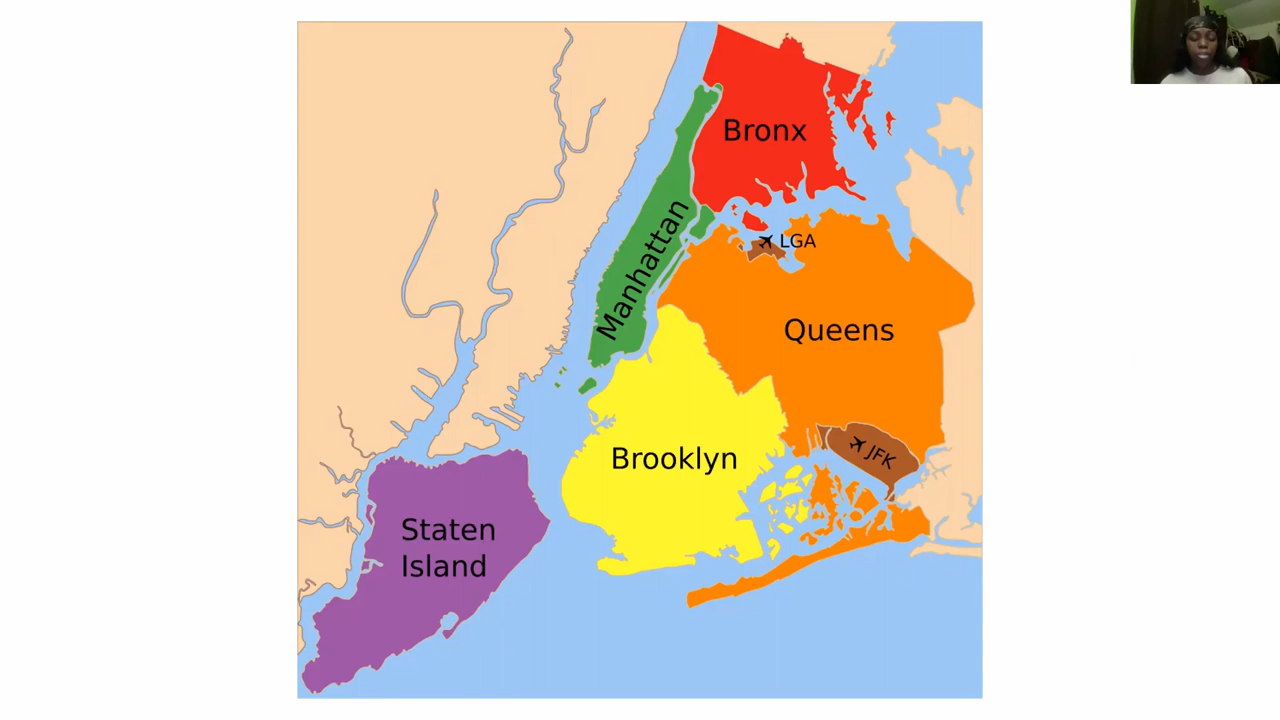 Bronx
Manhattan
LGA
Queens
Brooklyn
JFK
Staten
Island